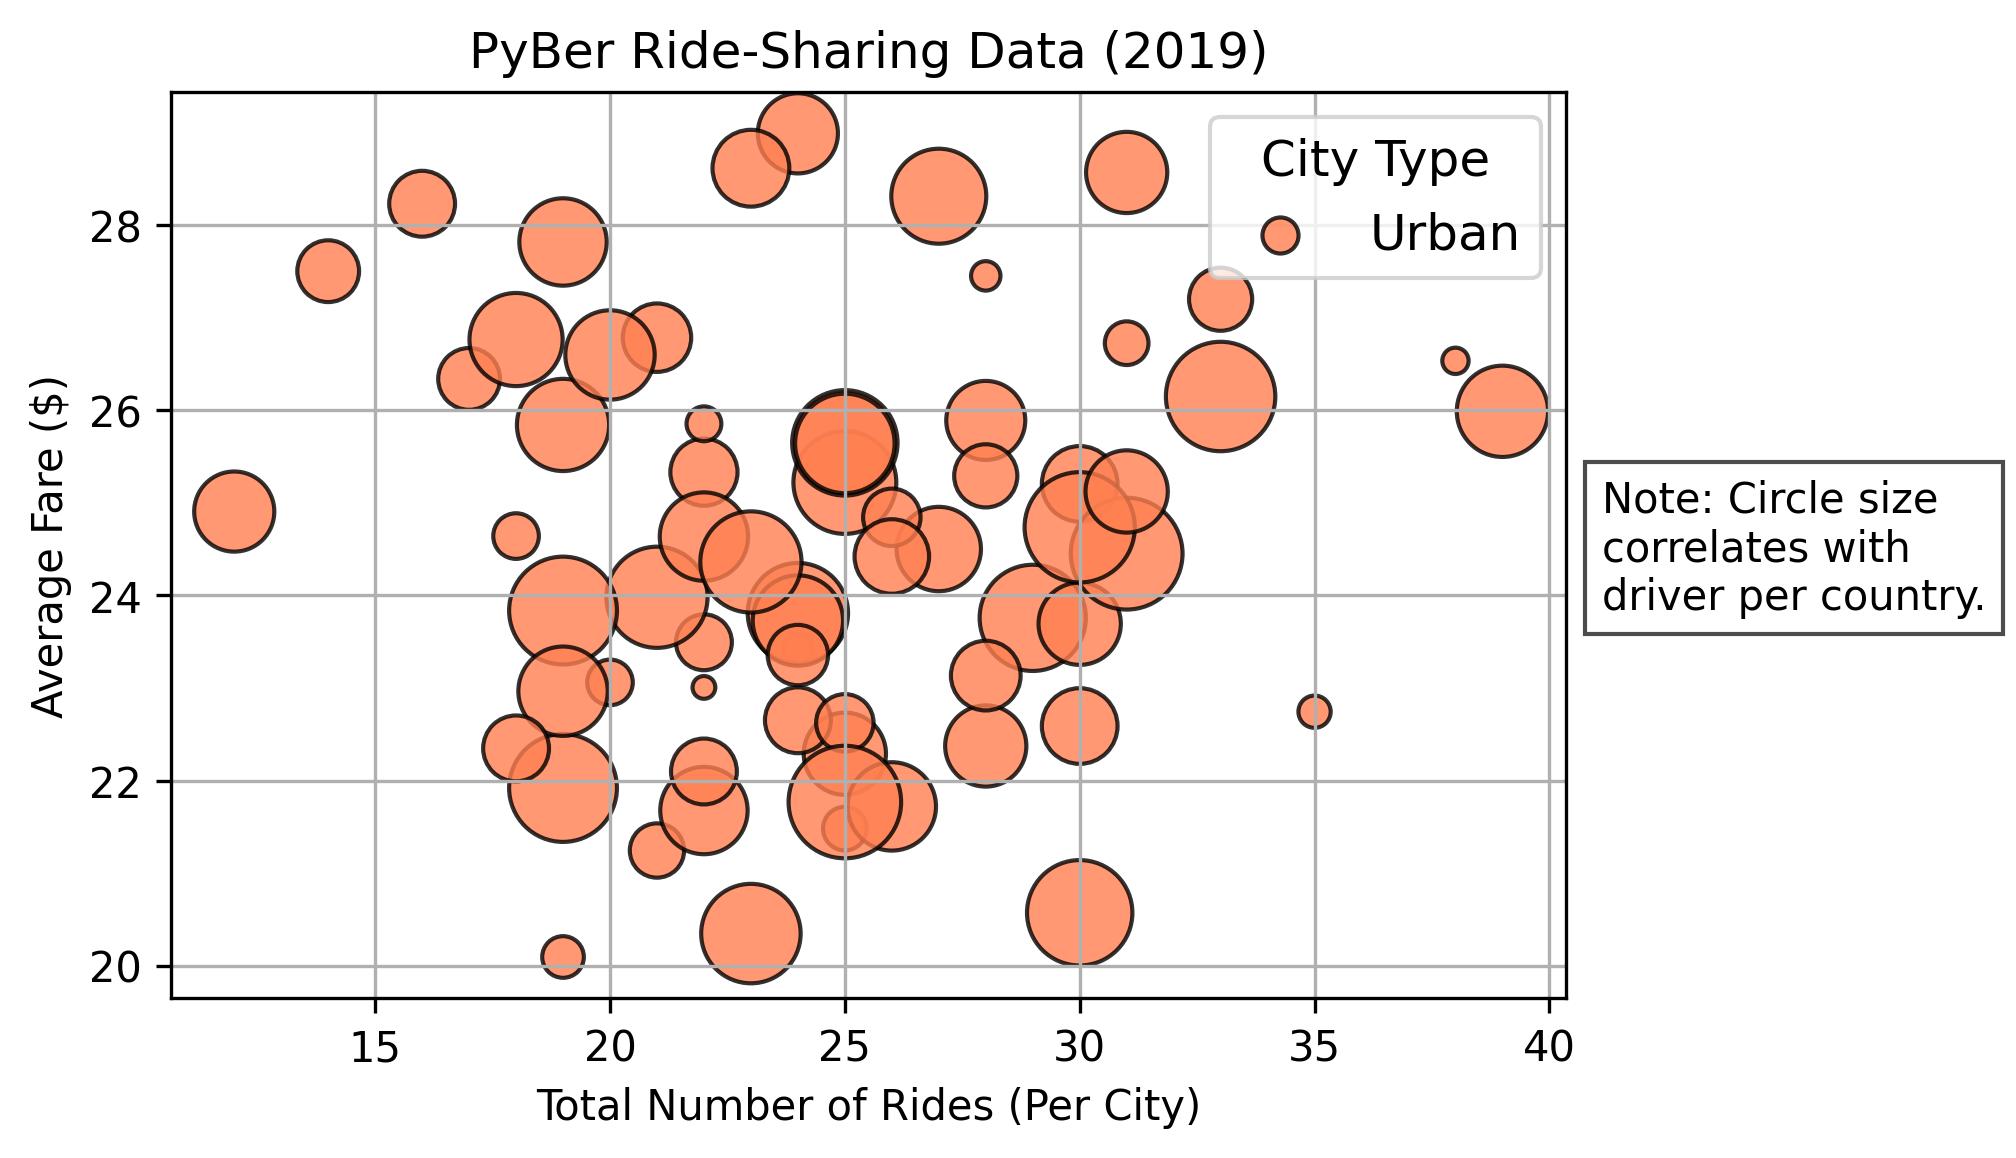 PyBer Ride-Sharing Data (2019)
City Type
Urban
28
26
24
22
20
Average Fare ($)
15 20 25 30 35 40
Total Number of Rides (Per City)
Note: Circle size
correlates with
driver per country.